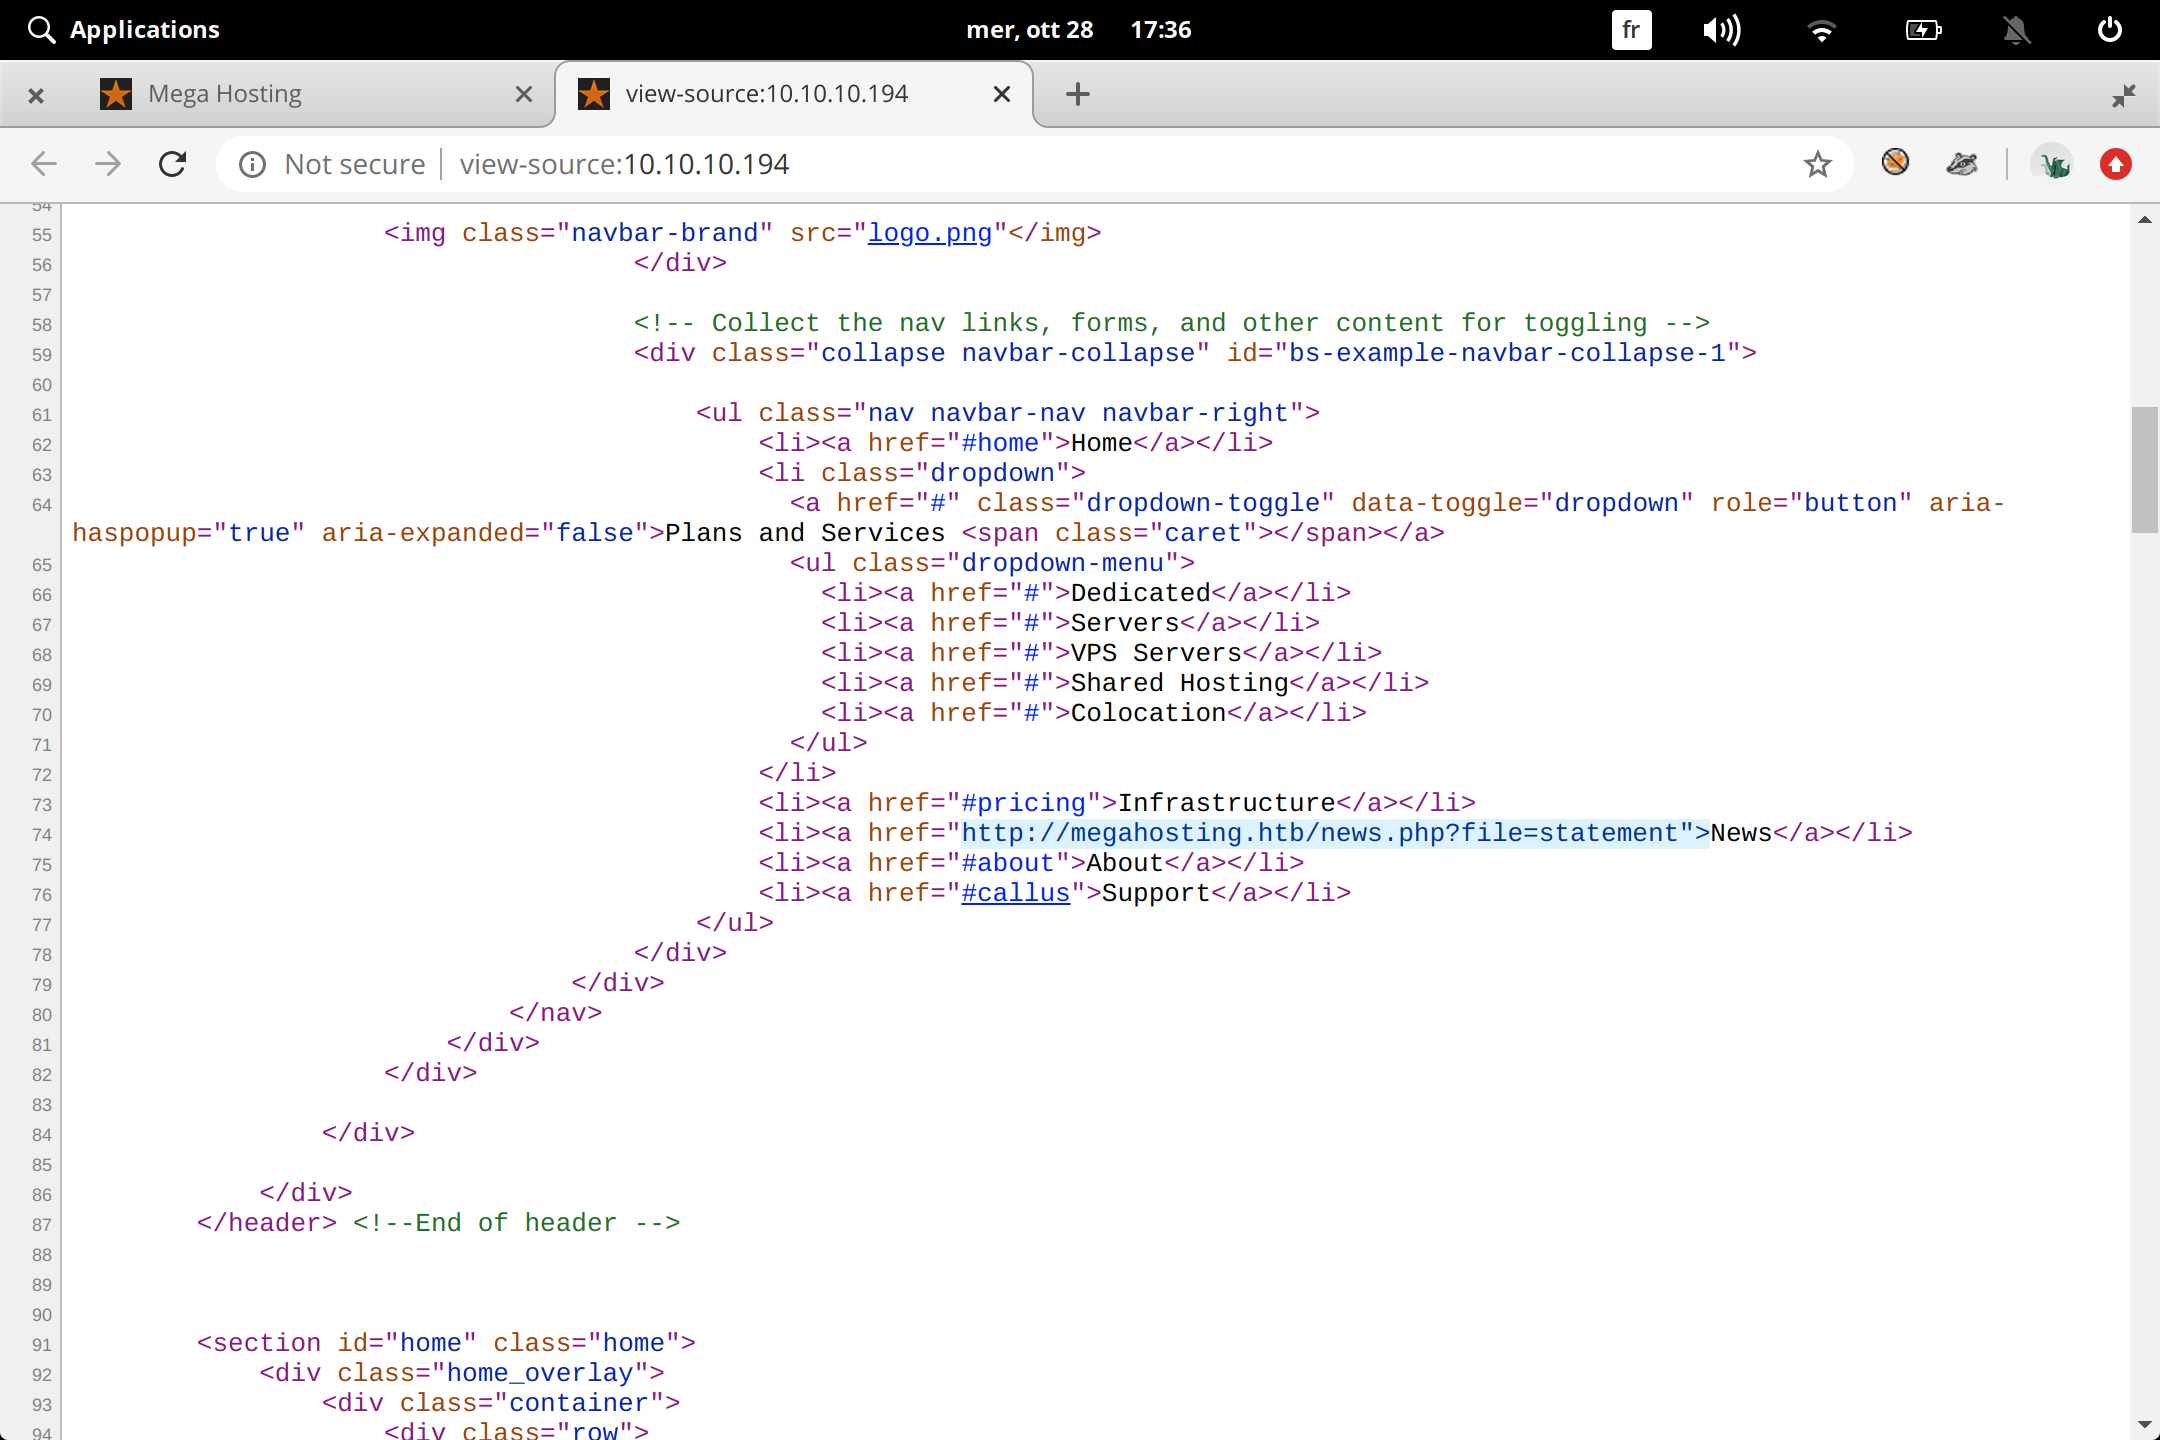 Applications
mer, ott 28 17:36
fr
Mega Hosting
view-source:10.10.10.194
Not secure view-source:10.10.10.194
54
55 <img class="navbar-brand" src="logo.png"</img>
56 </div>
57
58 <!-- Collect the nav links, forms, and other content for toggling -->
59 <div class="collapse navbar-collapse" id="bs-example-navbar-collapse-1">
60
61 <ul class="nav navbar-nav navbar-right">
62 <li><a href="#home">Home</a></li>
63 <li class="dropdown">
64 <a href="#" class="dropdown-toggle" data-toggle="dropdown" role="button" aria-
haspopup="true" aria-expanded="false">Plans and Services <span class="caret"></span></a>
65 <ul class="dropdown-menu">
66 <li><a href="#">Dedicated</a></li>
67 <li><a href="#">Servers</a></li>
68 <li><a href="#">VPS Servers</a></li>
69 <li><a href="#">Shared Hosting</a></li>
70 <li><a href="#">Colocation</a></li>
71 </ul>
72 </li>
73 <li><a href="#pricing">Infrastructure</a></li>
74 <li><a href="http://megahosting.htb/news.php?file=statement">News</a></li>
75 <li><a href="#about">About</a></li>
76 <li><a href="#callus">Support</a></li>
77 </ul>
78 </div>
79 </div>
80 </nav>
81 </div>
82 </div>
83
84 </div>
85
86 </div>
87 </header> <!--End of header -->
88
89
90
91 <section id="home" class="home">
92 <div class="home_overlay">
93 <div class="container">
94 <div class="row">